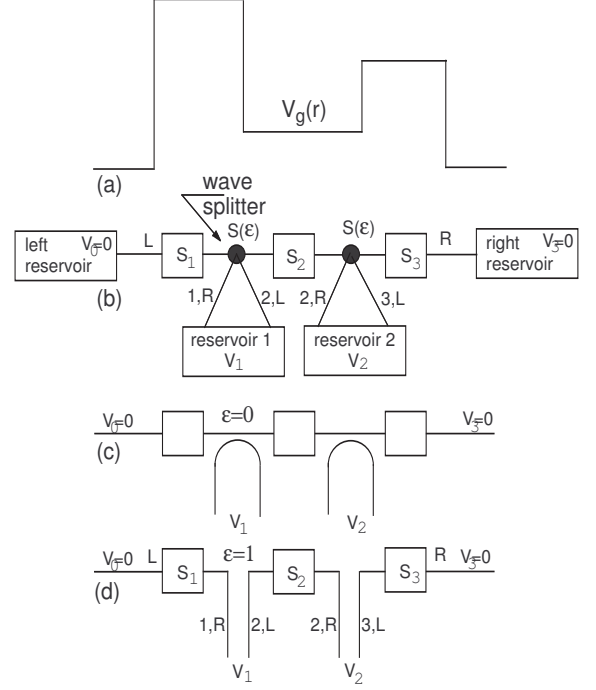 V_g(r)
(a)
wave
splitter
S(ε) S(ε)
left V_0=0 L S_1 S_2 S_3 R right V_3=0
reservoir reservoir
(b)
1,R 2,L 2,R 3,L
reservoir 1 reservoir 2
V_1 V_2
ε=0
V_0=0 V_3=0
(c)
V_1 V_2
V_0=0 L S_1 ε=1 S_2 S_3 R V_3=0
(d)
1,R 2,L 2,R 3,L
V_1 V_2